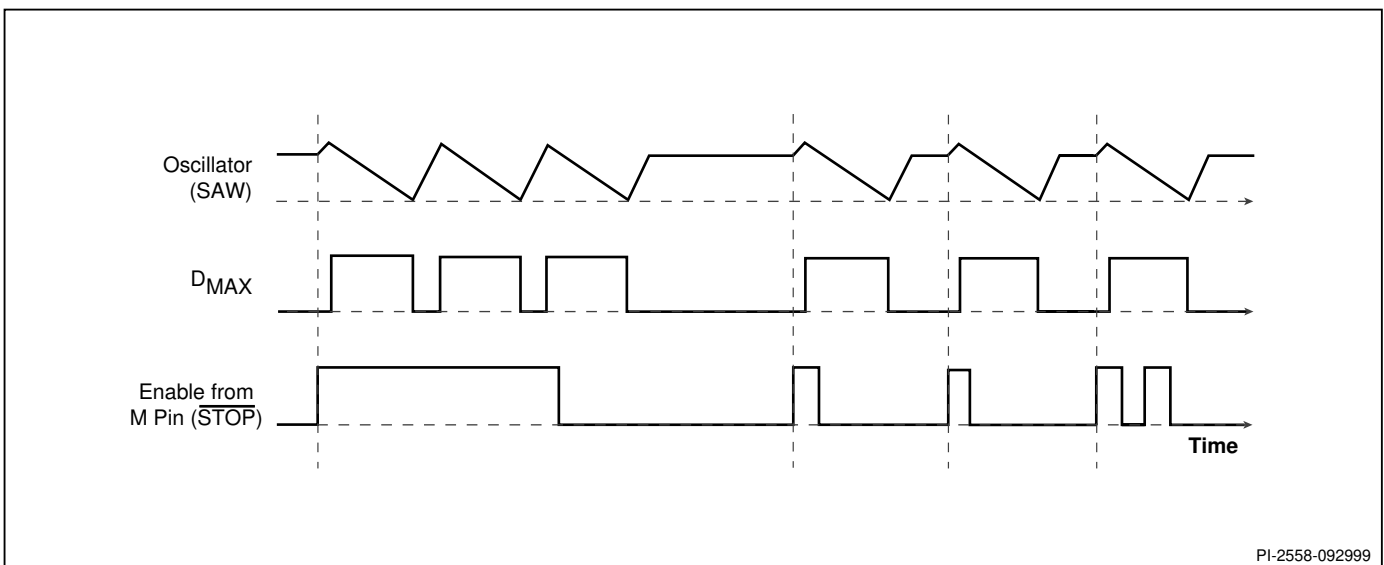 Oscillator
(SAW)
DMAX
Enable from
M Pin (STOP)
Time
PI-2558-092999